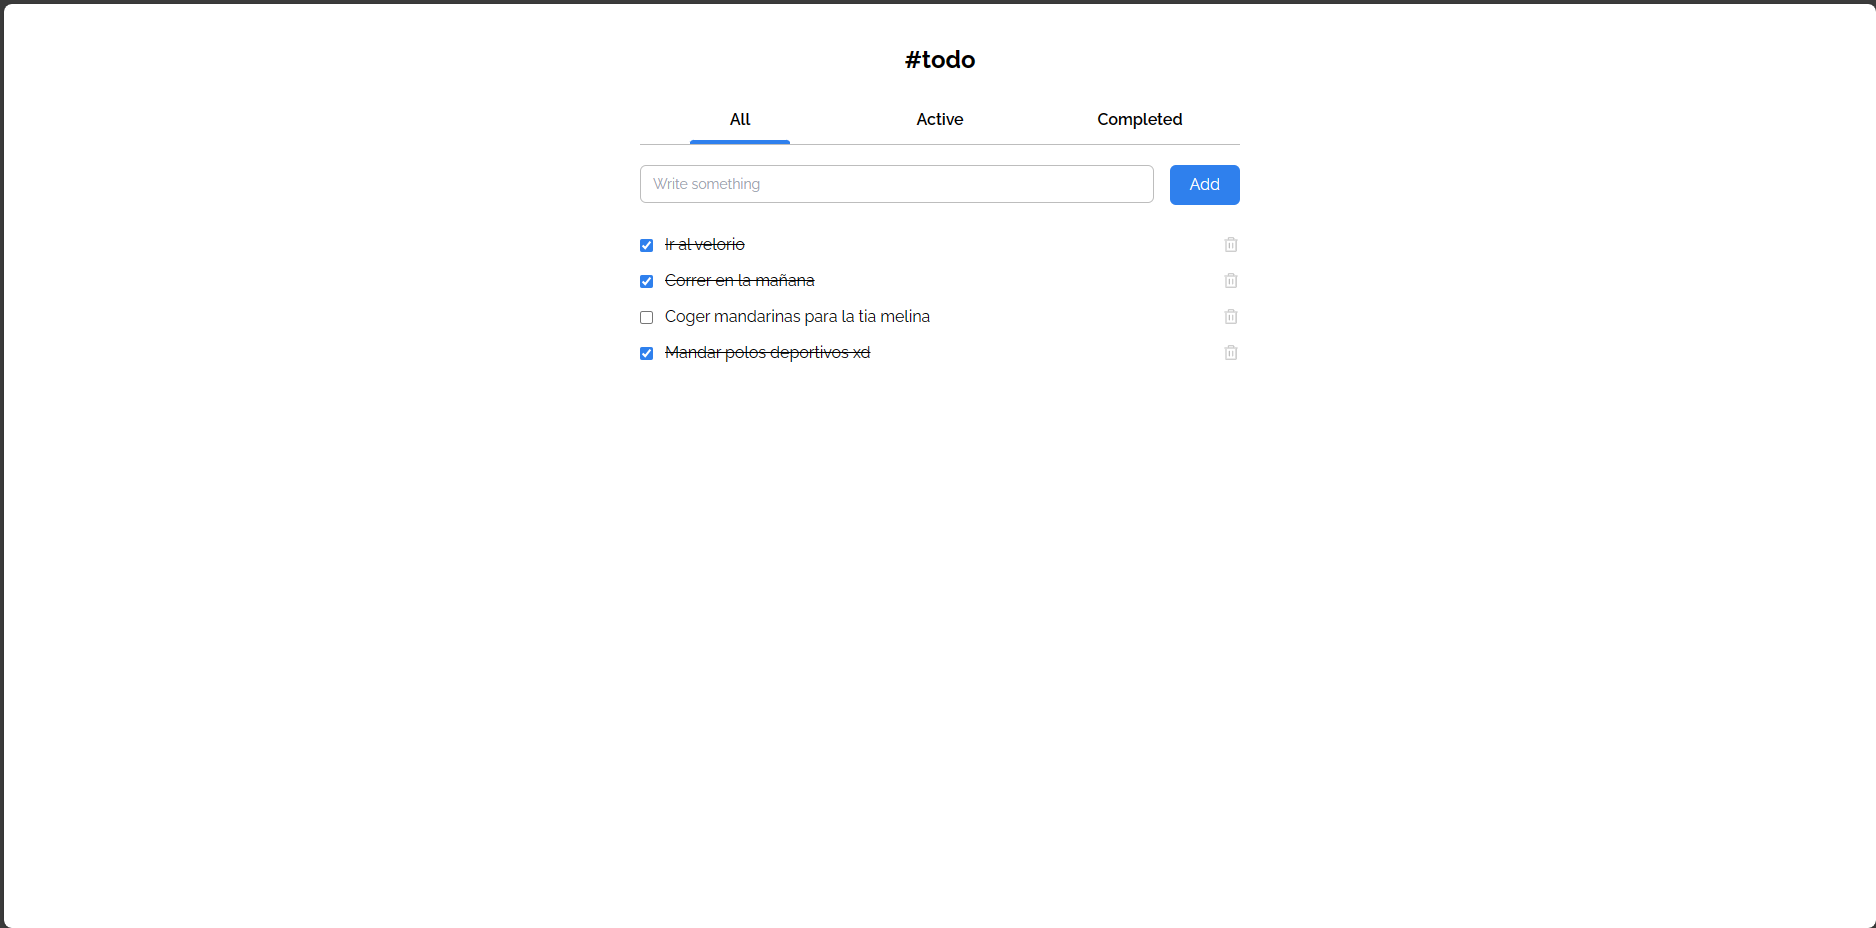 #todo
All Active Completed
Write something Add
Ir al velorio
Correr en la mañana
Coger mandarinas para la tia melina
Mandar polos deportivos xd